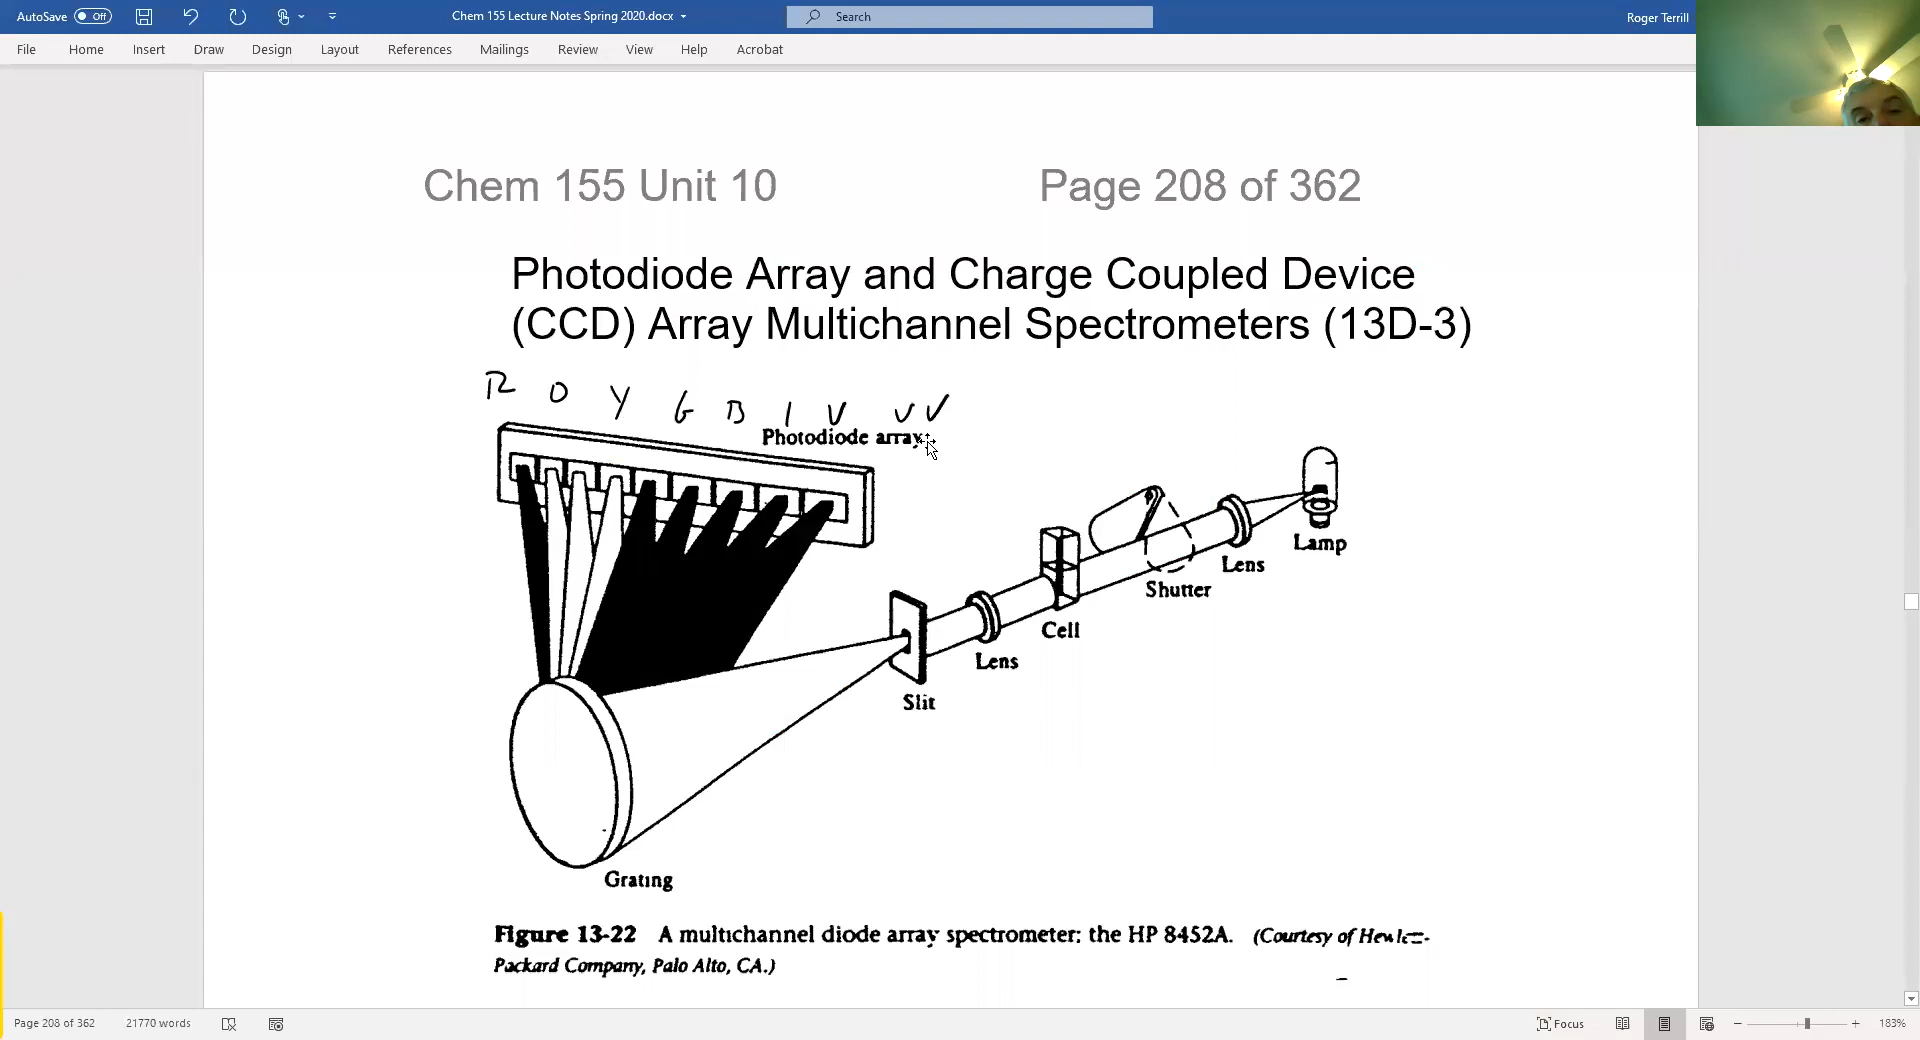 AutoSave Off Chem 155 Lecture Notes Spring 2020.docx Search Roger Terrill
File Home Insert Draw Design Layout References Mailings Review View Help Acrobat
Chem 155 Unit 10 Page 208 of 362
Photodiode Array and Charge Coupled Device
(CCD) Array Multichannel Spectrometers (13D-3)
R O Y G B I V UV
Photodiode array
Lamp
Lens
Shutter
Cell
Lens
Slit
Grating
Figure 13-22 A multichannel diode array spectrometer: the HP 8452A. (Courtesy of Hewlett-
Packard Company, Palo Alto, CA.)
Page 208 of 362 21770 words Focus 183%